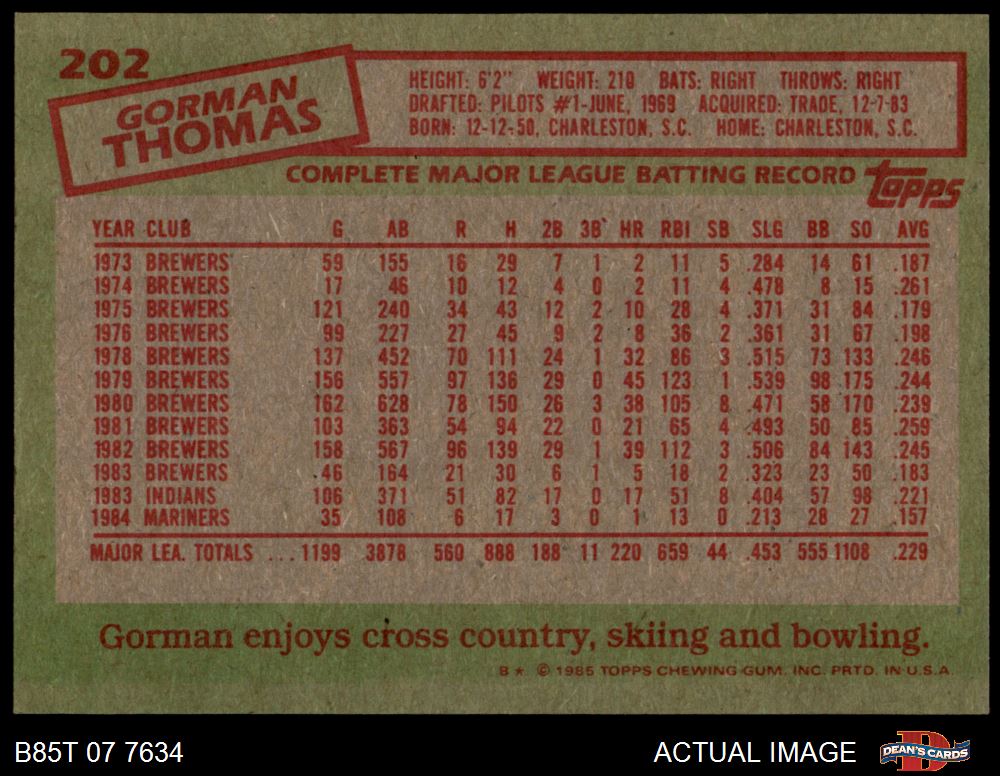 202
GORMAN
THOMAS
HEIGHT: 6'2" WEIGHT: 210 BATS: RIGHT THROWS: RIGHT
DRAFTED: PILOTS #1-JUNE, 1969 ACQUIRED: TRADE, 12-7-83
BORN: 12-12-50, CHARLESTON, S.C. HOME: CHARLESTON, S.C.
COMPLETE MAJOR LEAGUE BATTING RECORD topps
YEAR CLUB G AB R H 2B 3B HR RBI SB SLG BB SO AVG
1973 BREWERS 59 155 16 29 7 1 2 11 5 .284 14 61 .187
1974 BREWERS 17 46 10 12 4 0 2 11 4 .478 8 15 .261
1975 BREWERS 121 240 34 43 12 2 10 28 4 .371 31 84 .179
1976 BREWERS 99 227 27 45 9 2 8 36 2 .361 31 67 .198
1978 BREWERS 137 452 70 111 24 1 32 86 3 .515 73 133 .246
1979 BREWERS 156 557 97 136 29 0 45 123 1 .539 98 175 .244
1980 BREWERS 162 628 78 150 26 3 38 105 8 .471 58 170 .239
1981 BREWERS 103 363 54 94 22 0 21 65 4 .493 50 85 .259
1982 BREWERS 158 567 96 139 29 1 39 112 3 .506 84 143 .245
1983 BREWERS 46 164 21 30 6 1 5 18 2 .323 23 50 .183
1983 INDIANS 106 371 51 82 17 0 17 51 8 .404 57 98 .221
1984 MARINERS 35 108 6 17 3 0 1 13 0 .213 28 27 .157
MAJOR LEA. TOTALS ... 1199 3878 560 888 188 11 220 659 44 .453 555 1108 .229
Gorman enjoys cross country, skiing and bowling.
B* © 1985 TOPPS CHEWING GUM, INC. PRTD. IN U.S.A.
B85T 07 7634 ACTUAL IMAGE DEAN'S CARDS